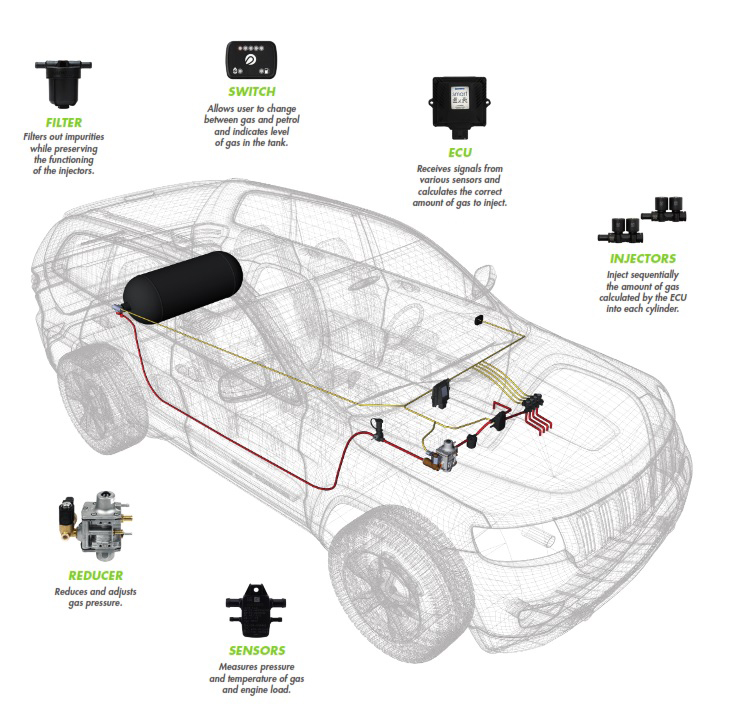 SWITCH
Allows user to change
between gas and petrol
and indicates level
of gas in the tank.
FILTER
Filters out impurities
while preserving
the functioning
of the injectors.
smart
ECU
Receives signals from
various sensors and
calculates the correct
amount of gas to inject.
INJECTORS
Inject sequentially
the amount of gas
calculated by the ECU
into each cylinder.
REDUCER
Reduces and adjusts
gas pressure.
SENSORS
Measures pressure
and temperature of gas
and engine load.